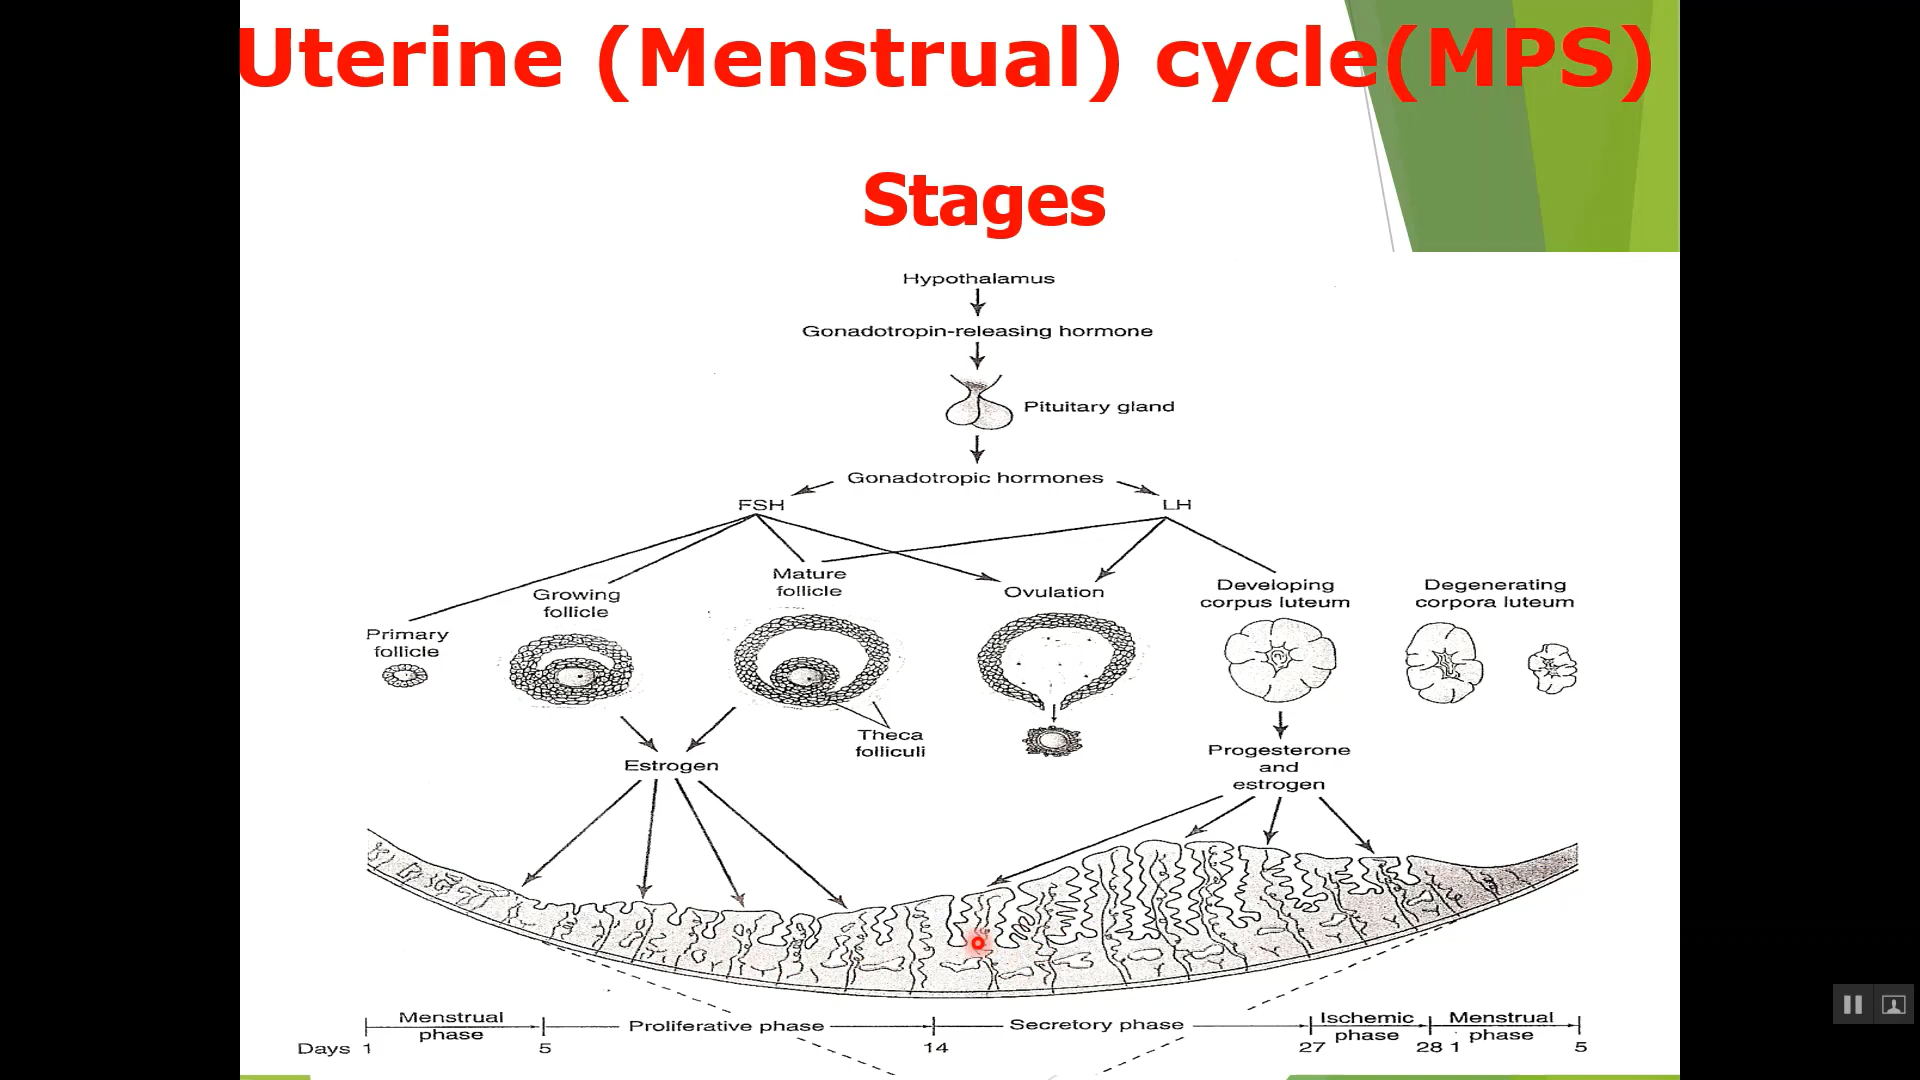 Uterine (Menstrual) cycle(MPS)
Stages
Hypothalamus
Gonadotropin-releasing hormone
Pituitary gland
Gonadotropic hormones
FSH
LH
Primary
follicle
Growing
follicle
Mature
follicle
Ovulation
Developing
corpus luteum
Degenerating
corpora luteum
Theca
folliculi
Estrogen
Progesterone
and
estrogen
Menstrual
phase
Proliferative phase
Secretory phase
Ischemic
phase
Menstrual
phase
Days 1 5 14 27 28 1 5